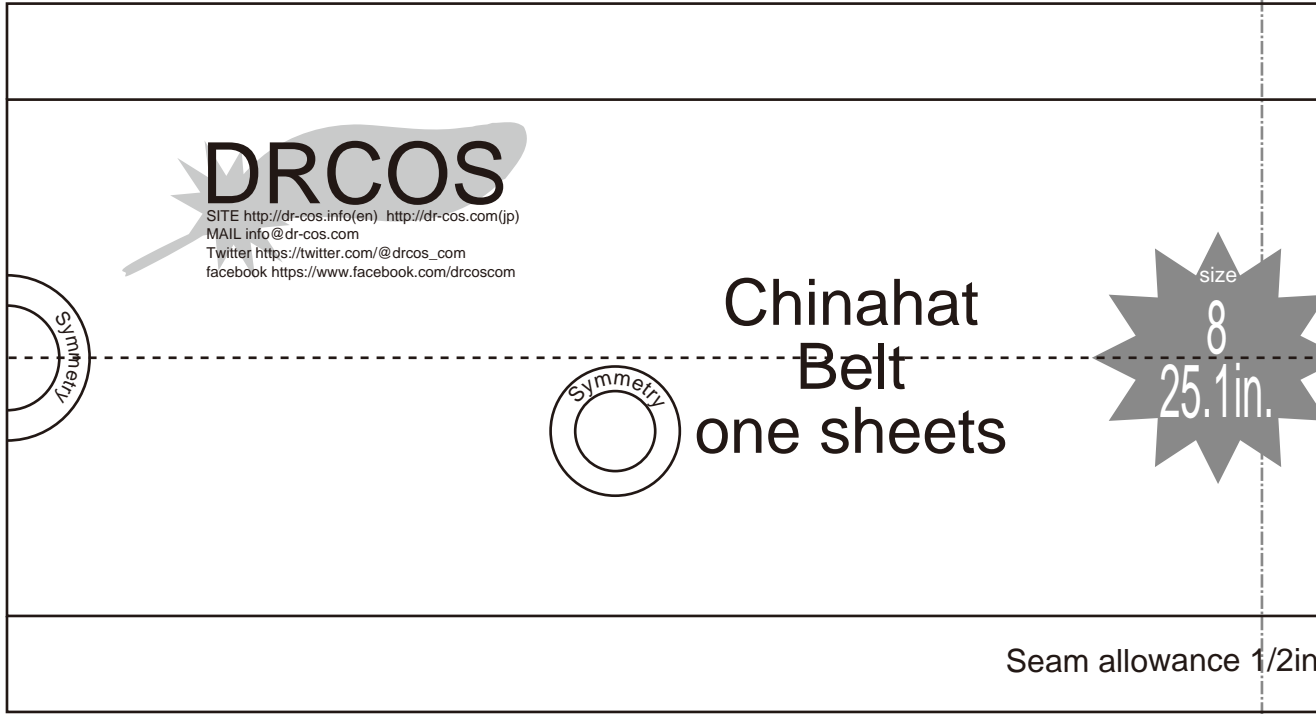 DRCOS
SITE http://dr-cos.info(en)  http://dr-cos.com(jp)
MAIL info@dr-cos.com
Twitter https://twitter.com/@drcos_com
facebook https://www.facebook.com/drcoscom
Symmetry
Symmetry
Chinahat
Belt
one sheets
size
8
25.1in.
Seam allowance 1/2in